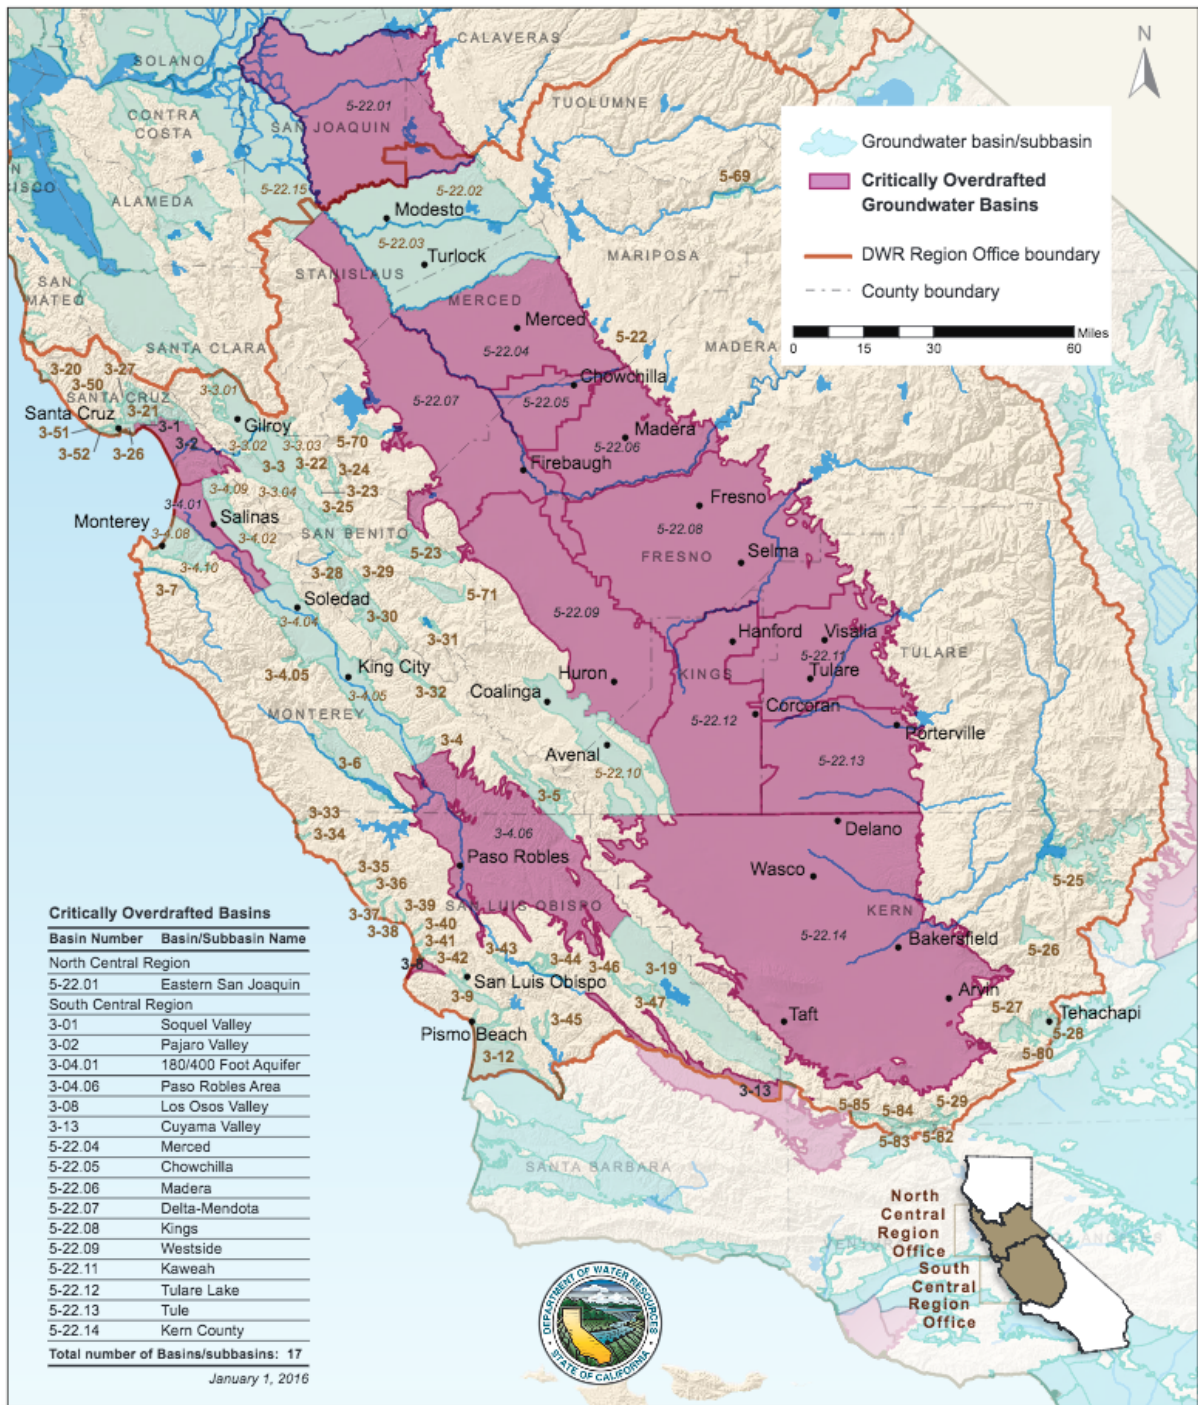 CALAVERAS
SOLANO
N
TUOLUMNE
5-22.01
CONTRA
COSTA
SAN JOAQUIN
Groundwater basin/subbasin
Critically Overdrafted
Groundwater Basins
DWR Region Office boundary
County boundary
Miles
0 15 30 60
5-69
N
CISCO
5-22.15
5-22.02
ALAMEDA
Modesto
5-22.03
Turlock
MARIPOSA
STANISLAUS
SAN
MATEO
MERCED
Merced
5-22
MADERA
5-22.04
SANTA CLARA
3-20
3-27
3-50
Chowchilla
3-3.01
SANTA CRUZ
5-22.07
5-22.05
3-21
Santa Cruz
Gilroy
3-1
Madera
3-51
3-2
5-70
5-22.06
3-52
3-26
3-3.02
3-3.03
3-3
3-22
3-24
Firebaugh
3-4.09
3-3.04
3-23
Fresno
3-4.01
3-25
Monterey
Salinas
5-22.08
3-4.08
3-4.02
SAN BENITO
FRESNO
Selma
5-23
3-4.10
3-28
3-29
3-7
5-71
Soledad
5-22.09
3-4.04
3-30
Hanford
Visalia
3-31
5-22.11
TULARE
King City
Huron
KINGS
Tulare
3-4.05
3-4.05
3-32
Coalinga
Corcoran
MONTEREY
5-22.12
Porterville
3-4
Avenal
3-6
5-22.10
5-22.13
3-5
3-33
3-34
3-4.06
Delano
Paso Robles
3-35
Wasco
3-36
5-25
3-39
SAN LUIS OBISPO
KERN
3-37
3-38
3-40
5-22.14
Bakersfield
3-41
3-43
5-26
3-42
3-44
3-8
3-46
3-19
San Luis Obispo
3-9
3-47
Arvin
5-27
3-45
Taft
Tehachapi
Pismo Beach
5-28
3-12
5-80
3-13
5-85
5-84
5-29
5-83
5-82
SANTA BARBARA
Critically Overdrafted Basins
Basin Number Basin/Subbasin Name
North Central Region
5-22.01 Eastern San Joaquin
South Central Region
3-01 Soquel Valley
3-02 Pajaro Valley
3-04.01 180/400 Foot Aquifer
3-04.06 Paso Robles Area
3-08 Los Osos Valley
3-13 Cuyama Valley
5-22.04 Merced
5-22.05 Chowchilla
5-22.06 Madera
5-22.07 Delta-Mendota
5-22.08 Kings
5-22.09 Westside
5-22.11 Kaweah
5-22.12 Tulare Lake
5-22.13 Tule
5-22.14 Kern County
Total number of Basins/subbasins: 17
January 1, 2016
DEPARTMENT OF WATER RESOURCES
STATE OF CALIFORNIA
North
Central
Region
Office
South
Central
Region
Office